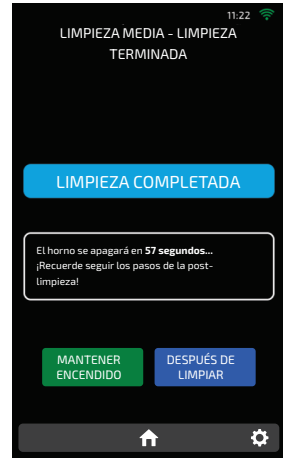 11:22
LIMPIEZA MEDIA - LIMPIEZA
TERMINADA
LIMPIEZA COMPLETADA
El horno se apagará en 57 segundos...
¡Recuerde seguir los pasos de la post-
limpieza!
MANTENER
ENCENDIDO
DESPUÉS DE
LIMPIAR